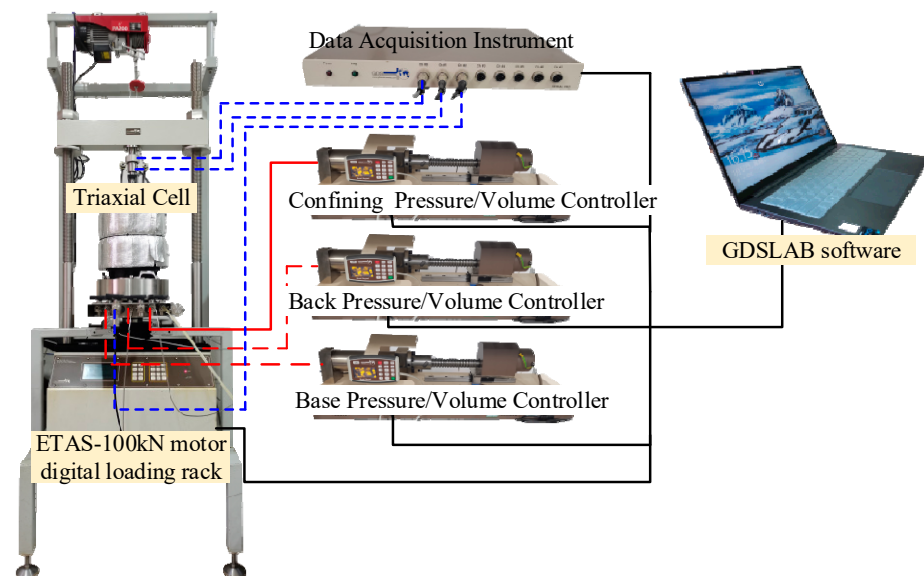 Data Acquisition Instrument
Triaxial Cell
Confining Pressure/Volume Controller
GDSLAB software
Back Pressure/Volume Controller
Base Pressure/Volume Controller
ETAS-100kN motor
digital loading rack